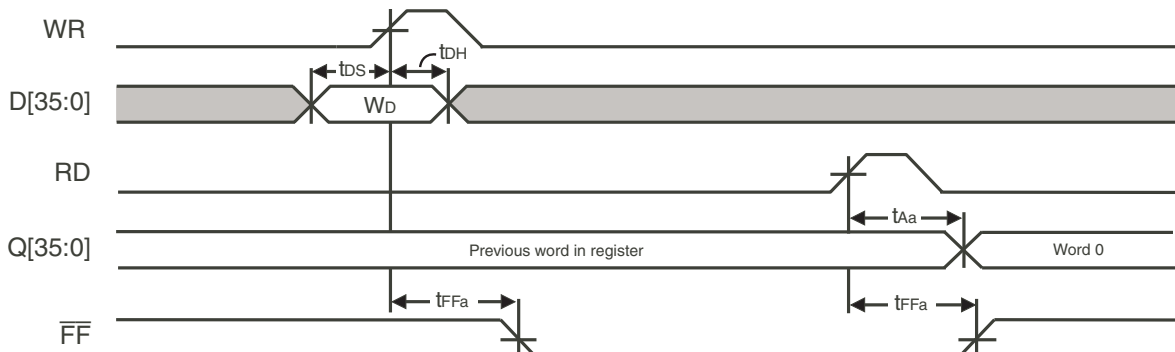 WR
tDH
tDS
D[35:0]
WD
RD
tAa
Q[35:0]
Previous word in register
Word 0
tFFa
tFFa
FF